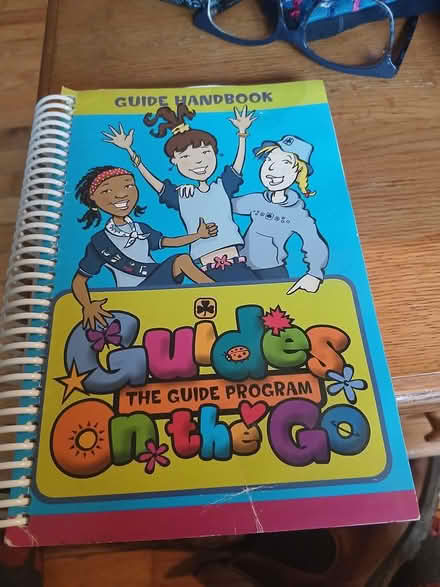 GUIDE HANDBOOK
Guides
THE GUIDE PROGRAM
On the Go